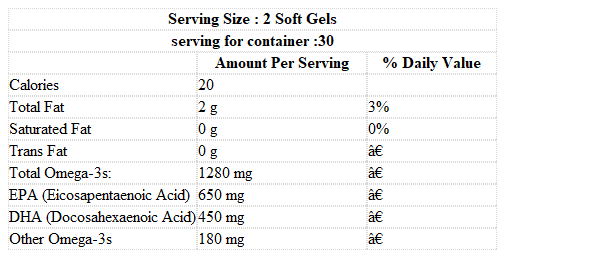 Serving Size : 2 Soft Gels
serving for container :30
Amount Per Serving % Daily Value
Calories 20
Total Fat 2 g 3%
Saturated Fat 0 g 0%
Trans Fat 0 g â€
Total Omega-3s: 1280 mg â€
EPA (Eicosapentaenoic Acid) 650 mg â€
DHA (Docosahexaenoic Acid) 450 mg â€
Other Omega-3s 180 mg â€